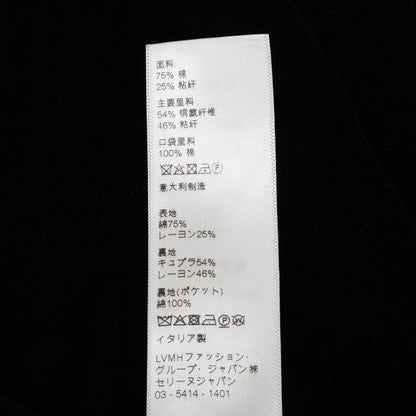 面料:
75% 棉
25% 粘纤
主要里料:
54% 铜氨纤维
46% 粘纤
口袋里料
100% 棉
意大利制造
表地
綿75%
レーヨン25%
裏地
キュプラ54%
レーヨン46%
裏地(ポケット)
綿100%
イタリア製
LVMHファッション・
グループ・ジャパン㈱
セリーヌジャパン
03 - 5414 - 1401